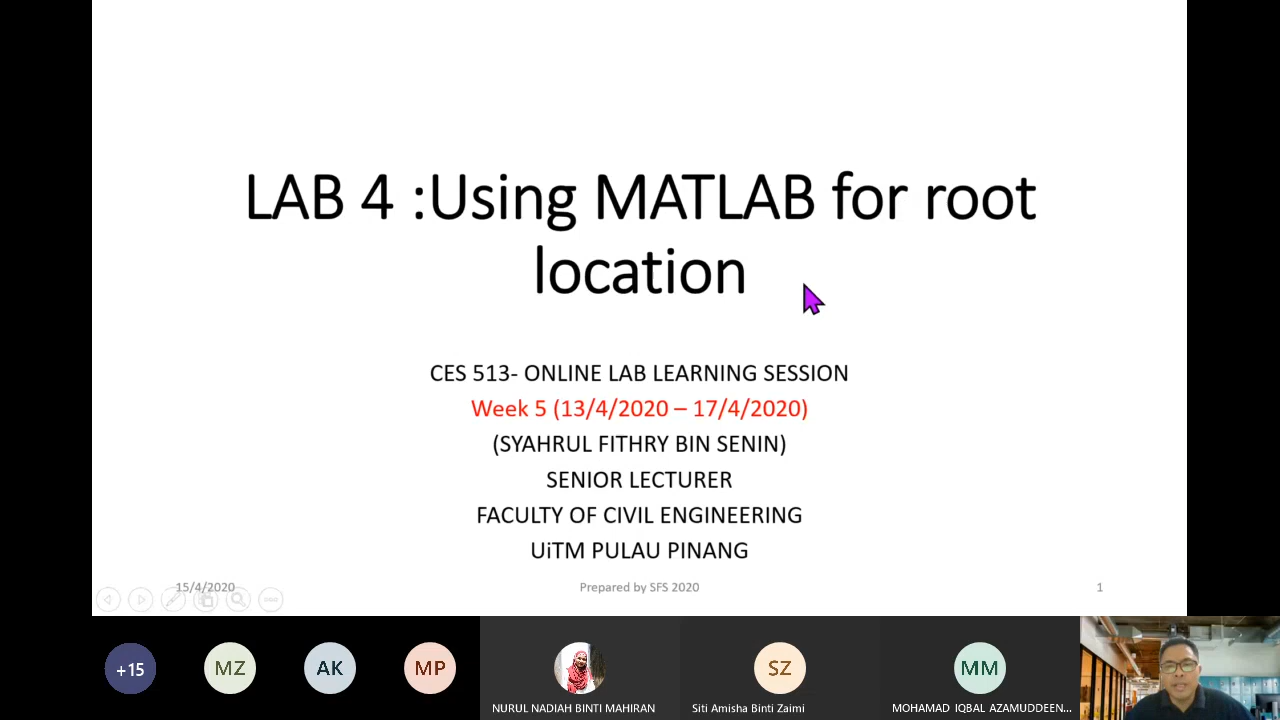 LAB 4 :Using MATLAB for root
location
CES 513- ONLINE LAB LEARNING SESSION
Week 5 (13/4/2020 – 17/4/2020)
(SYAHRUL FITHRY BIN SENIN)
SENIOR LECTURER
FACULTY OF CIVIL ENGINEERING
UiTM PULAU PINANG
15/4/2020
Prepared by SFS 2020
1
+15
MZ
AK
MP
SZ
MM
NURUL NADIAH BINTI MAHIRAN
Siti Amisha Binti Zaimi
MOHAMAD IQBAL AZAMUDDEEN...